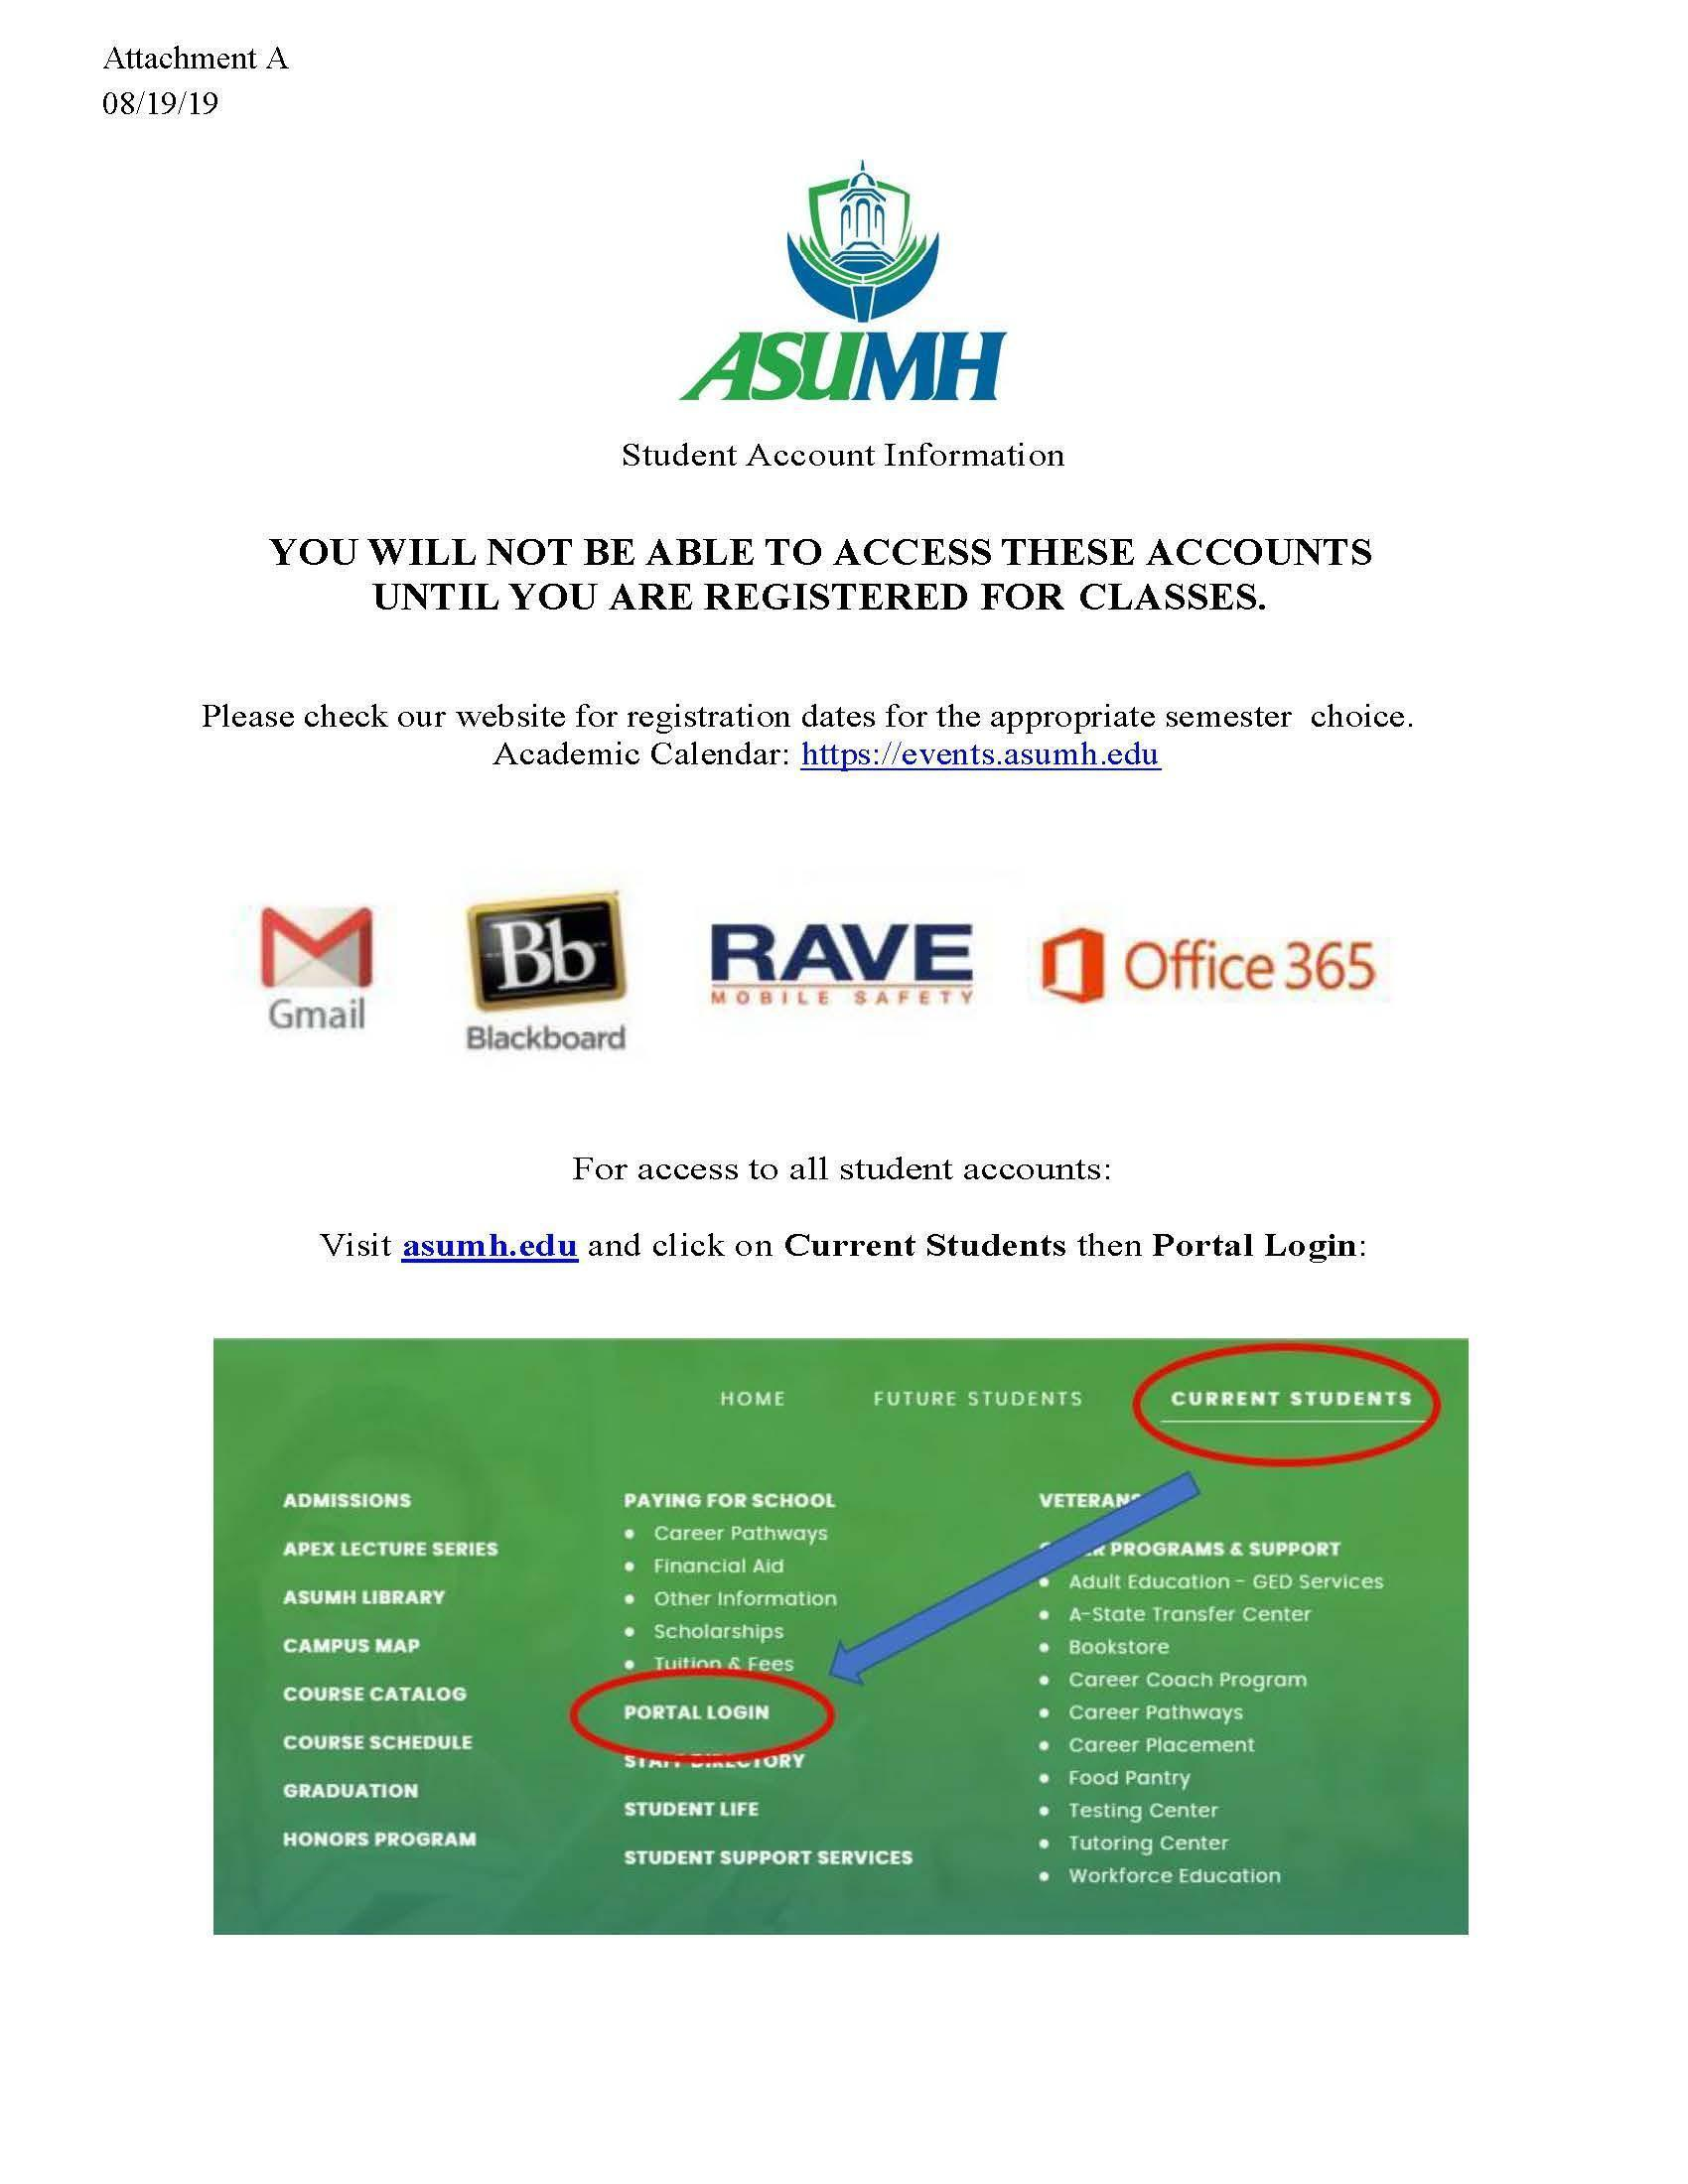 Attachment A
08/19/19
ASUMH
Student Account Information
YOU WILL NOT BE ABLE TO ACCESS THESE ACCOUNTS
UNTIL YOU ARE REGISTERED FOR CLASSES.
Please check our website for registration dates for the appropriate semester choice.
Academic Calendar: https://events.asumh.edu
Gmail
Bb
Blackboard
RAVE
MOBILE SAFETY
Office 365
For access to all student accounts:
Visit asumh.edu and click on Current Students then Portal Login:
HOME FUTURE STUDENTS CURRENT STUDENTS
ADMISSIONS
APEX LECTURE SERIES
ASUMH LIBRARY
CAMPUS MAP
COURSE CATALOG
COURSE SCHEDULE
GRADUATION
HONORS PROGRAM
PAYING FOR SCHOOL
• Career Pathways
• Financial Aid
• Other Information
• Scholarships
• Tuition & Fees
PORTAL LOGIN
STAFF DIRECTORY
STUDENT LIFE
STUDENT SUPPORT SERVICES
VETERANS
PROGRAMS & SUPPORT
• Adult Education - GED Services
• A-State Transfer Center
• Bookstore
• Career Coach Program
• Career Pathways
• Career Placement
• Food Pantry
• Testing Center
• Tutoring Center
• Workforce Education